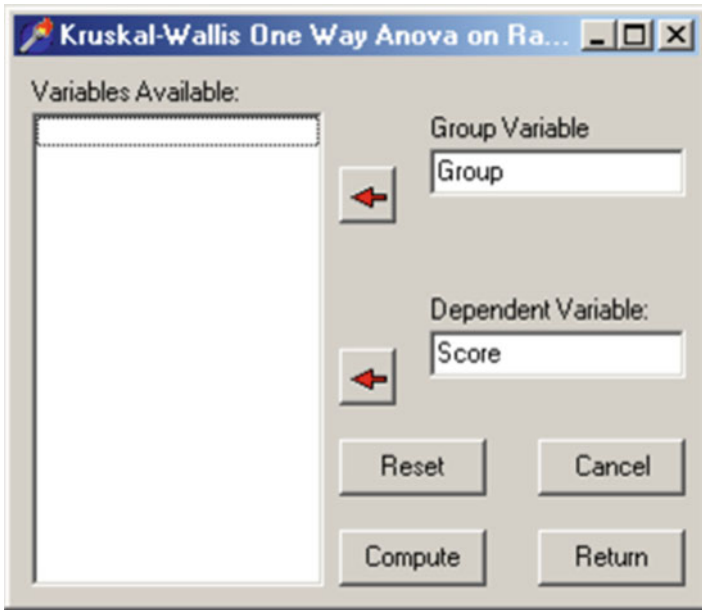 Kruskal-Wallis One Way Anova on Ra...
Variables Available:
Group Variable
Group
Dependent Variable:
Score
Reset
Cancel
Compute
Return